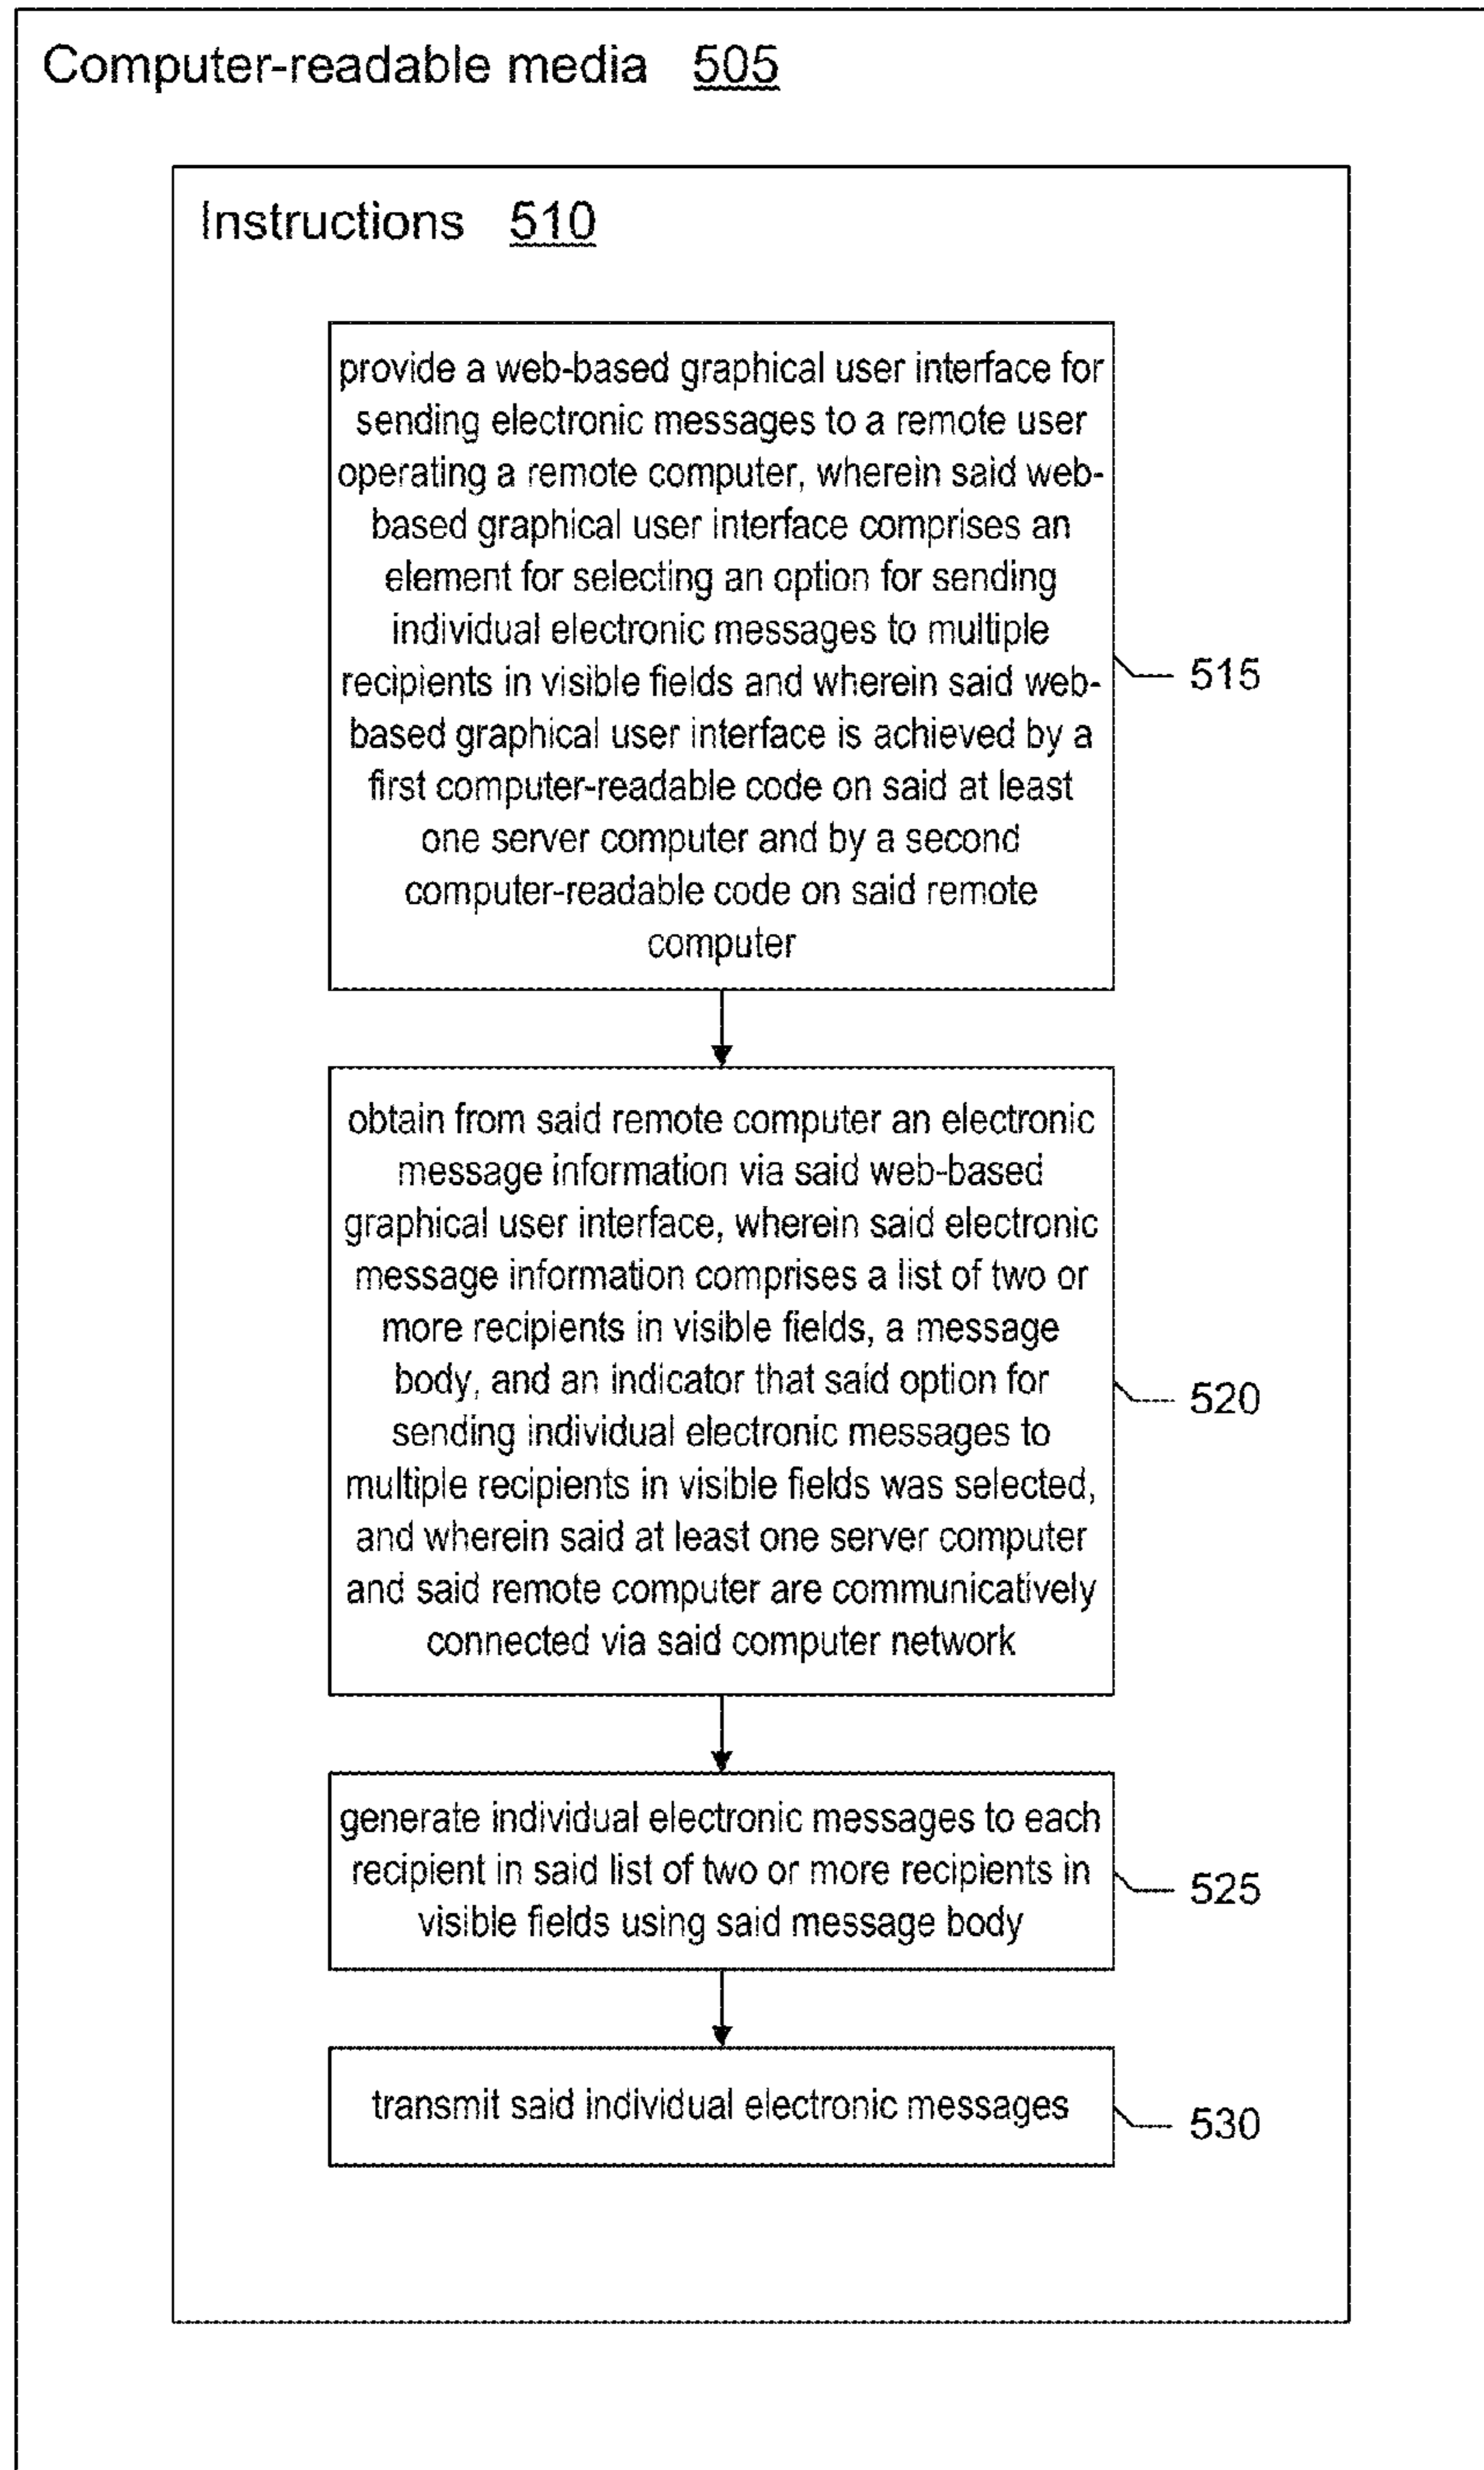 Computer-readable media 505
Instructions 510
provide a web-based graphical user interface for
sending electronic messages to a remote user
operating a remote computer, wherein said web-
based graphical user interface comprises an
element for selecting an option for sending
individual electronic messages to multiple
recipients in visible fields and wherein said web-
based graphical user interface is achieved by a
first computer-readable code on said at least
one server computer and by a second
computer-readable code on said remote
computer
515
obtain from said remote computer an electronic
message information via said web-based
graphical user interface, wherein said electronic
message information comprises a list of two or
more recipients in visible fields, a message
body, and an indicator that said option for
sending individual electronic messages to
multiple recipients in visible fields was selected,
and wherein said at least one server computer
and said remote computer are communicatively
connected via said computer network
520
generate individual electronic messages to each
recipient in said list of two or more recipients in
visible fields using said message body
525
transmit said individual electronic messages
530